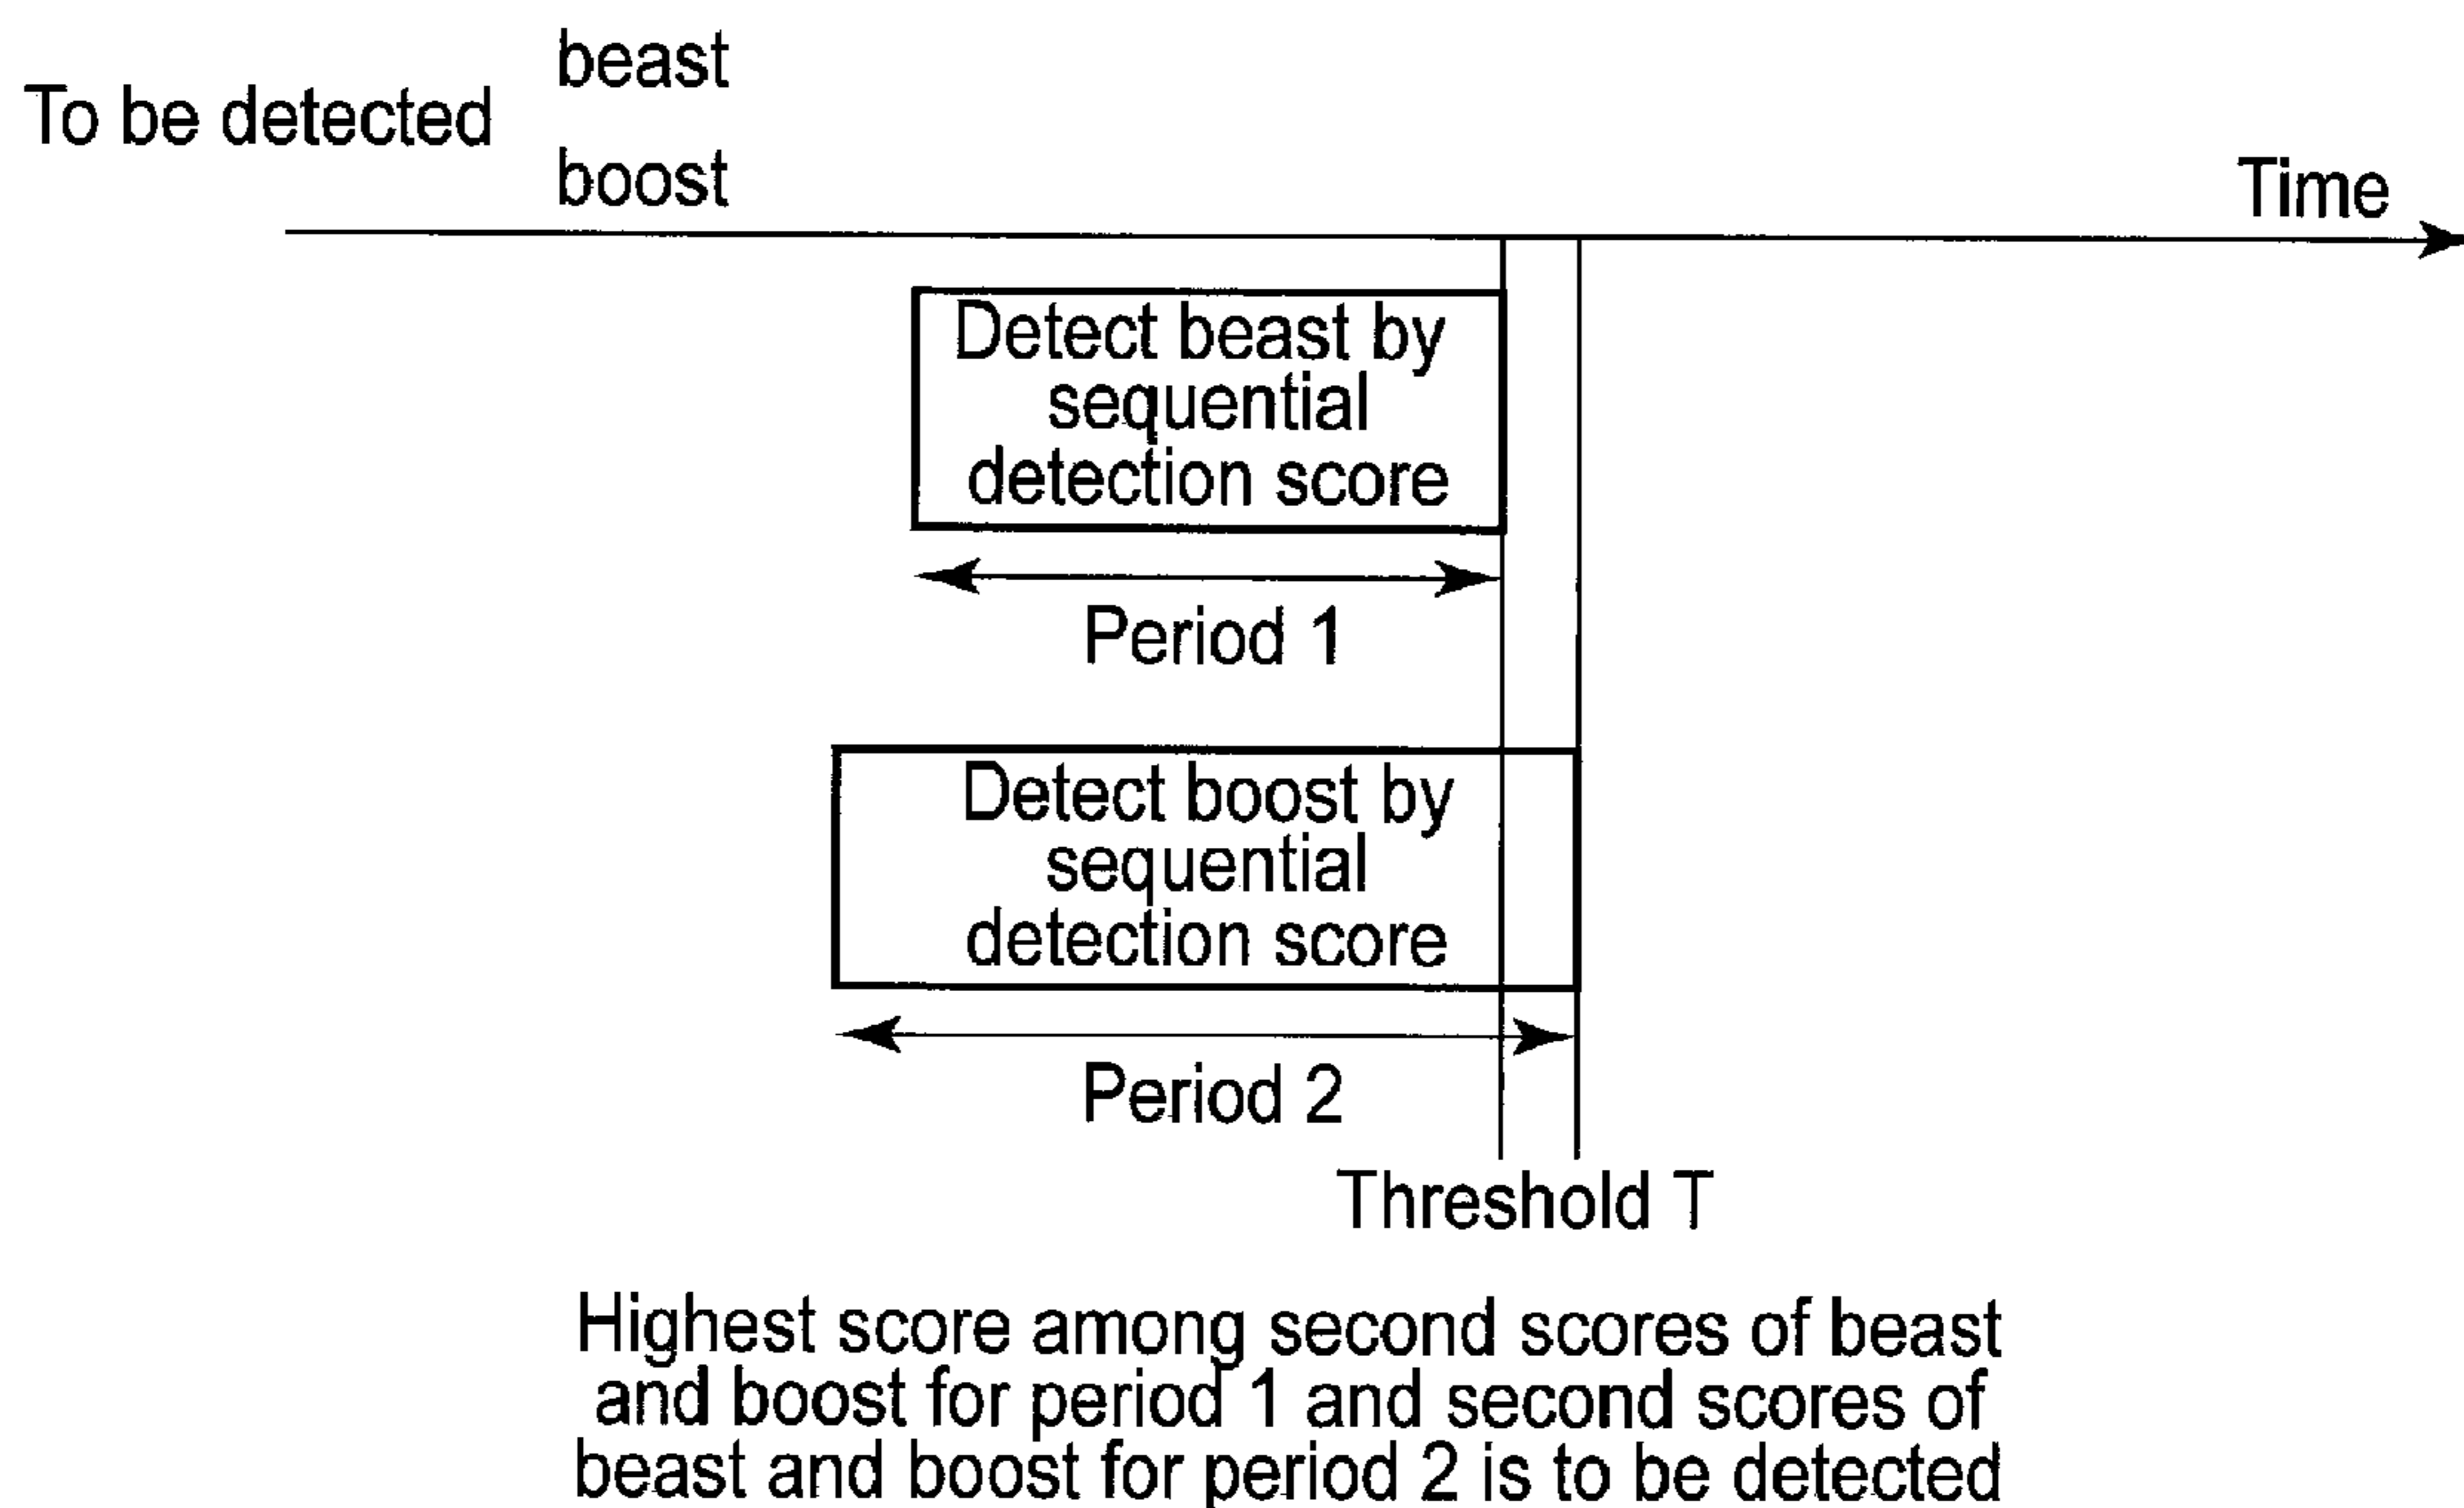 beast
To be detected
boost
Time
Detect beast by
sequential
detection score
Period 1
Detect boost by
sequential
detection score
Period 2
Threshold T
Highest score among second scores of beast
and boost for period 1 and second scores of
beast and boost for period 2 is to be detected